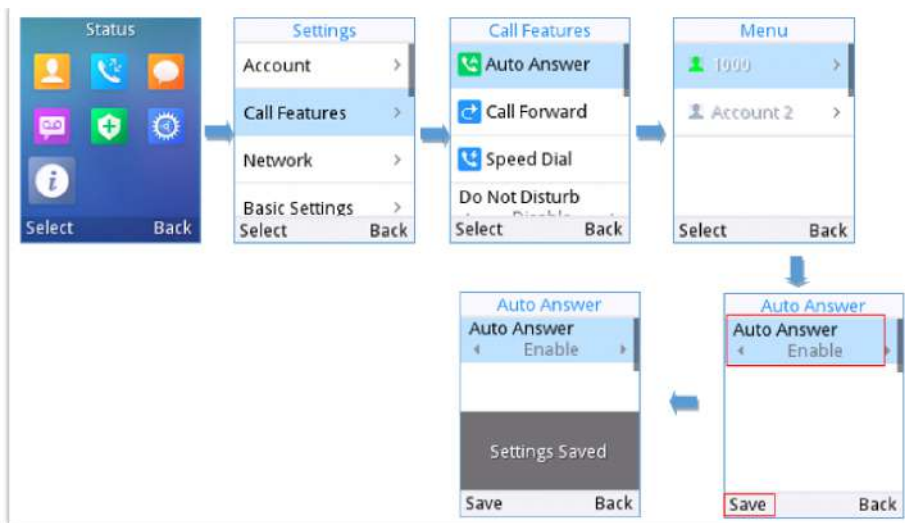 Status
Select Back
Settings
Account
Call Features
Network
Basic Settings
Select Back
Call Features
Auto Answer
Call Forward
Speed Dial
Do Not Disturb
Disable
Select Back
Menu
1000
Account 2
Select Back
Auto Answer
Auto Answer
Enable
Save Back
Auto Answer
Auto Answer
Enable
Settings Saved
Save Back